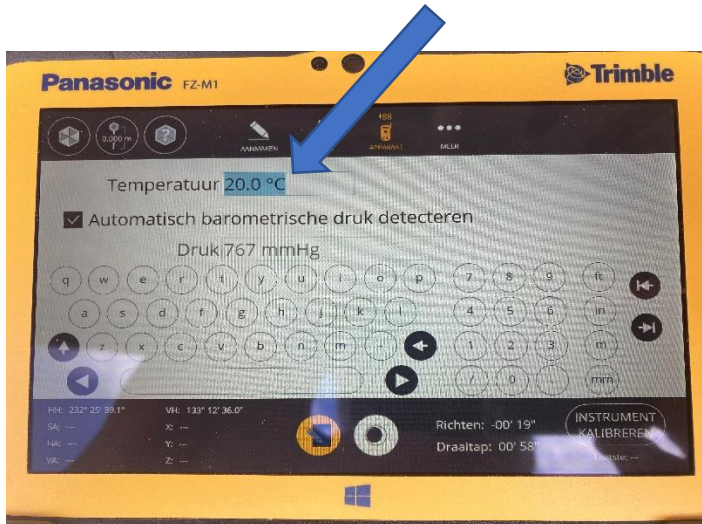 Panasonic FZ-M1
Trimble
0.000 m
?
AANMAKEN
APPARAAT
MEER
Temperatuur 20.0 °C
Automatisch barometrische druk detecteren
Druk 767 mmHg
q w e r t y u i o p 7 8 9 ft
a s d f g h j k l 4 5 6 in
z x c v b n m - 1 2 3 m
/ 0 . mm
HH: 232° 25' 39.1" VH: 133° 12' 36.0"
SA: --- X: ---
HA: --- Y: ---
VA: --- Z: ---
Richten: -00' 19"
Draaitap: 00' 58"
INSTRUMENT
KALIBREREN
Laatste: ---